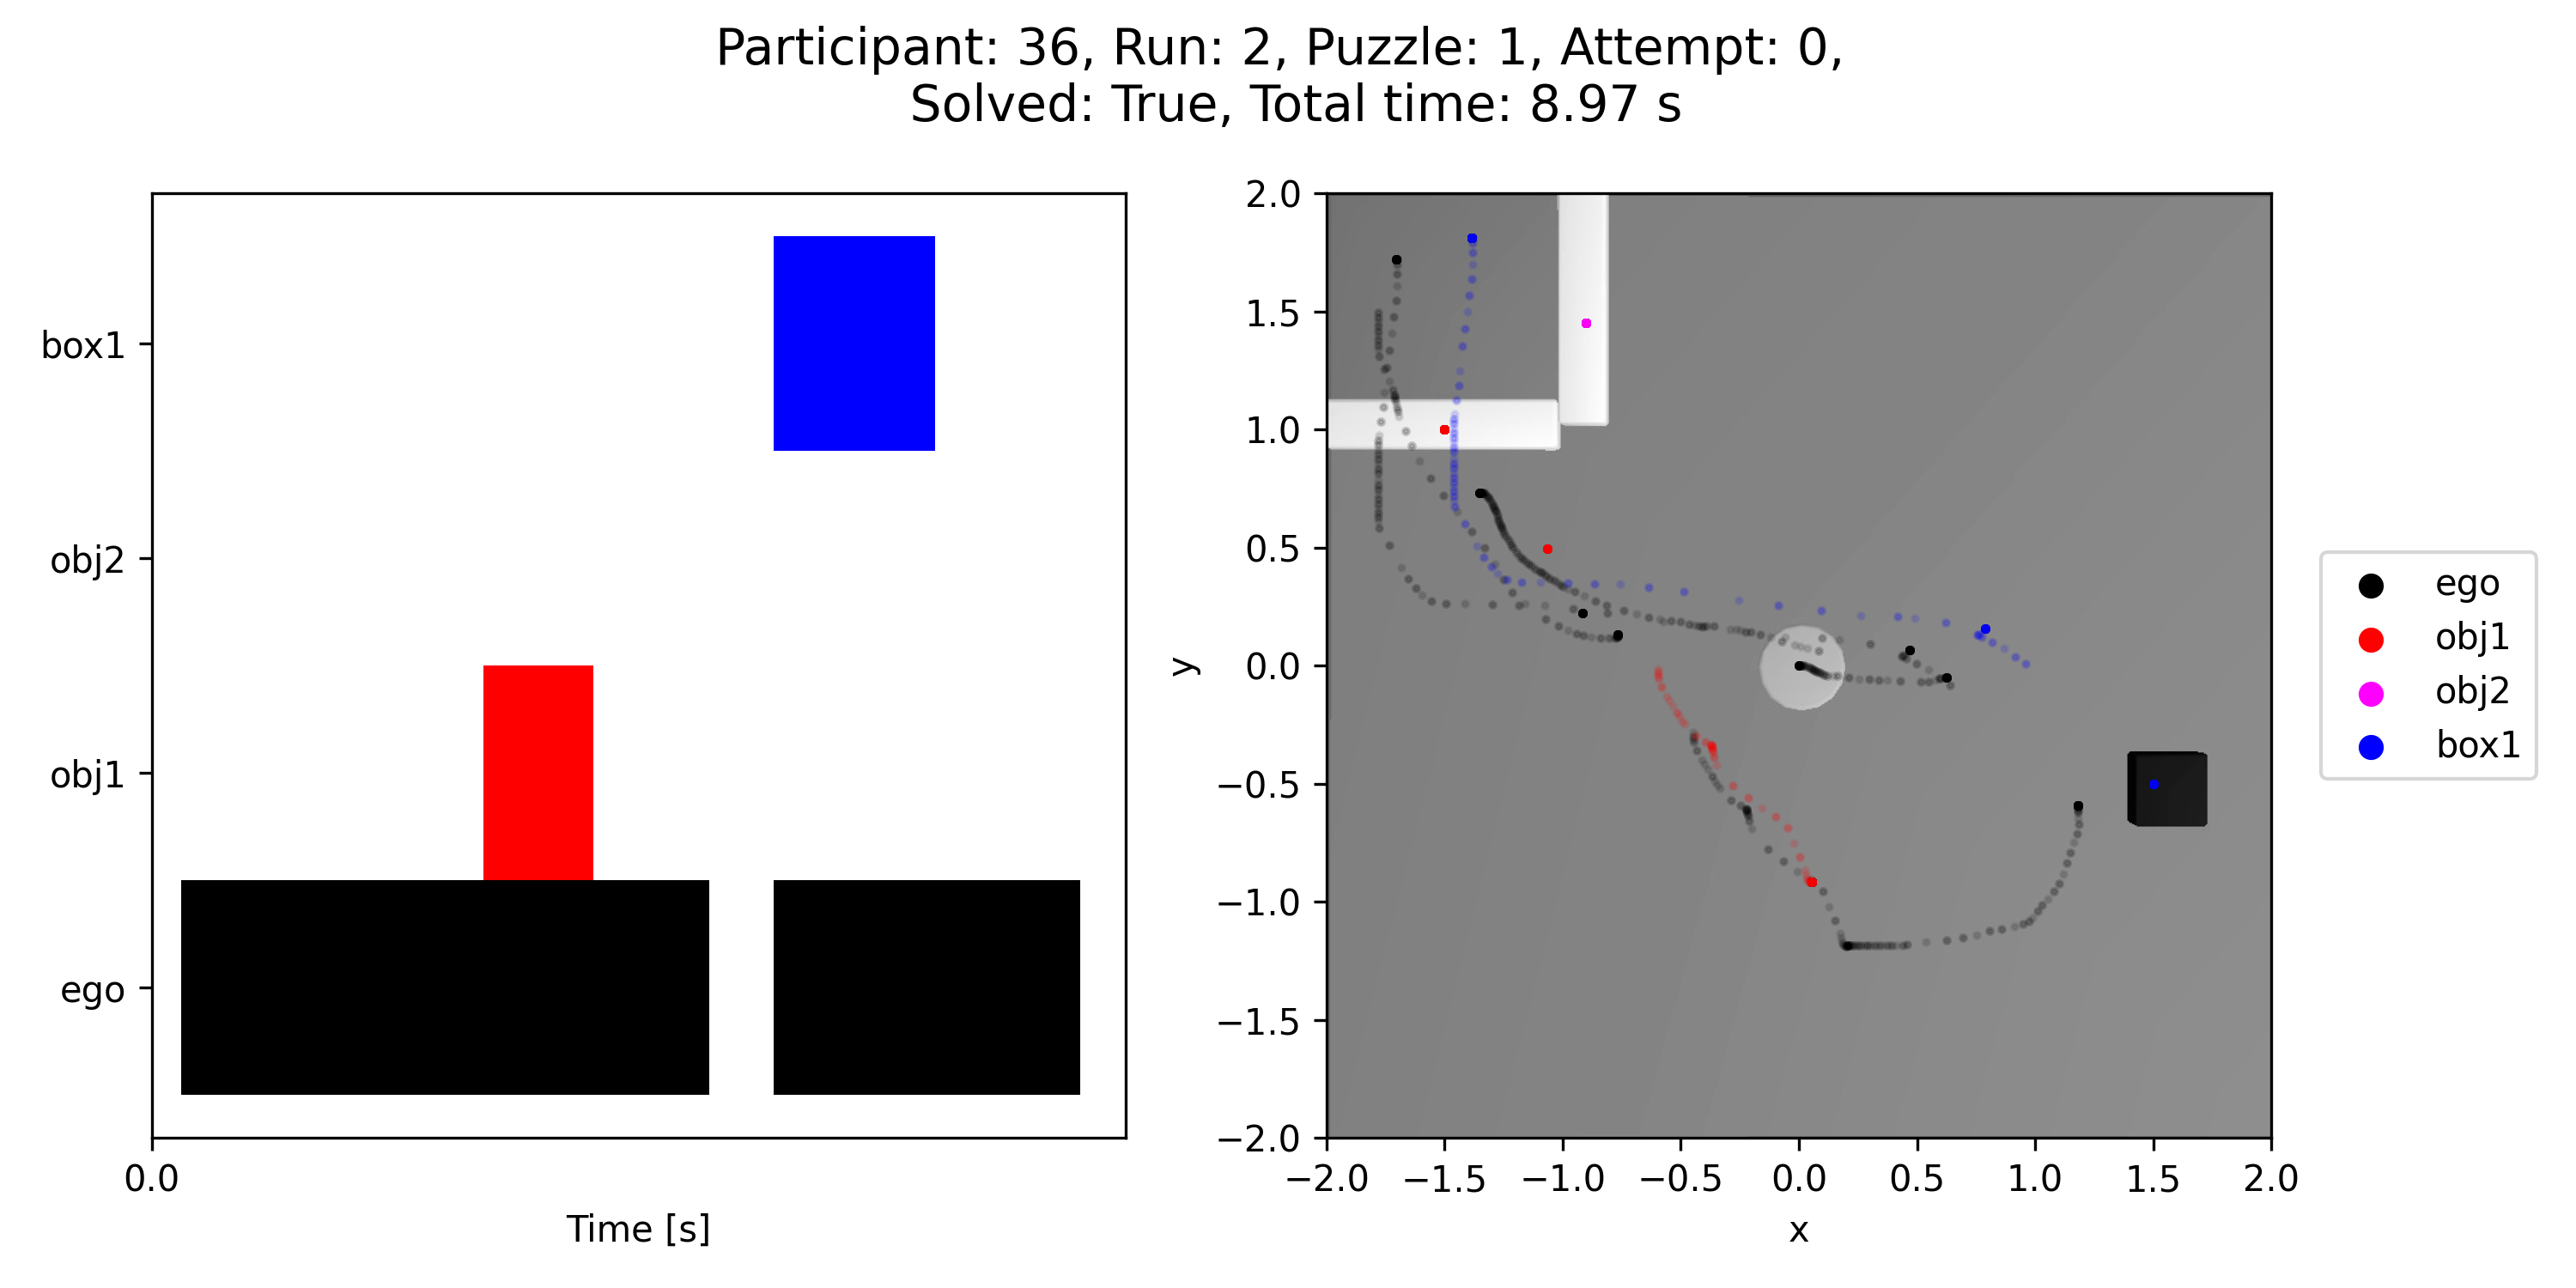 Participant: 36, Run: 2, Puzzle: 1, Attempt: 0,
Solved: True, Total time: 8.97 s
box1
obj2
obj1
ego
0.0
Time [s]
2.0
1.5
1.0
0.5
0.0
−0.5
−1.0
−1.5
−2.0
y
−2.0 −1.5 −1.0 −0.5 0.0 0.5 1.0 1.5 2.0
x
ego
obj1
obj2
box1